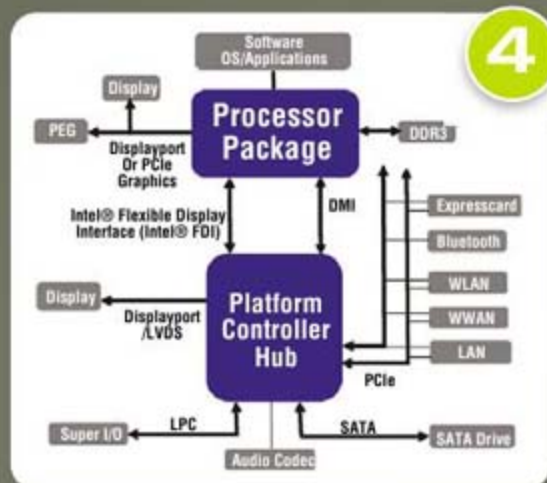 4
Software
OS/Applications
Display
PEG
Processor
Package
DDR3
Displayport
Or PCIe
Graphics
Intel® Flexible Display
Interface (Intel® FDI)
DMI
Expresscard
Bluetooth
WLAN
WWAN
LAN
Display
Displayport
/LVDS
Platform
Controller
Hub
PCIe
LPC
SATA
Super I/O
Audio Codec
SATA Drive